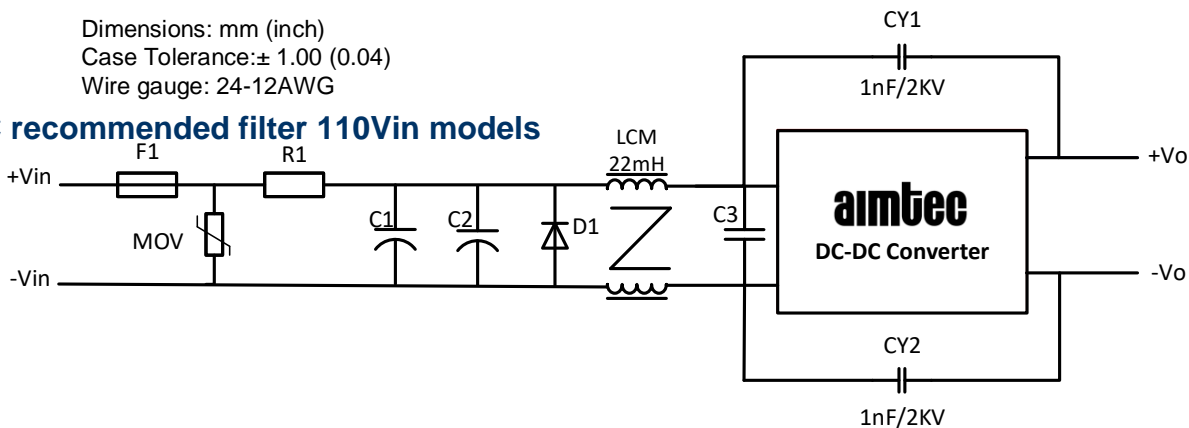 Dimensions: mm (inch)
Case Tolerance:± 1.00 (0.04)
Wire gauge: 24-12AWG
recommended filter 110Vin models
CY1
1nF/2KV
F1
R1
LCM
22mH
+Vin
MOV
C1
C2
D1
C3
aimtec
DC-DC Converter
+Vo
-Vin
-Vo
CY2
1nF/2KV